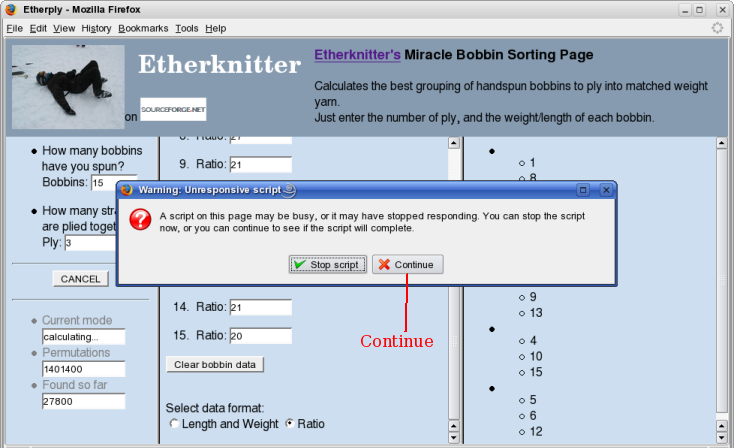 Etherply - Mozilla Firefox
File Edit View History Bookmarks Tools Help
Etherknitter
on SOURCEFORGE.NET
Etherknitter's Miracle Bobbin Sorting Page
Calculates the best grouping of handspun bobbins to ply into matched weight
yarn.
Just enter the number of ply, and the weight/length of each bobbin.
How many bobbins
have you spun?
Bobbins: 15
How many
are plied
Ply: 3
CANCEL
Current mode
calculating...
Permutations
1401400
Found so far
27800
9. Ratio: 21
Warning: Unresponsive script
A script on this page may be busy, or it may have stopped responding. You can stop the script
now, or you can continue to see if the script will complete.
Stop script
Continue
Continue
14. Ratio: 21
15. Ratio: 20
Clear bobbin data
Select data format:
Length and Weight
Ratio
1
8
9
13
4
10
15
5
6
12